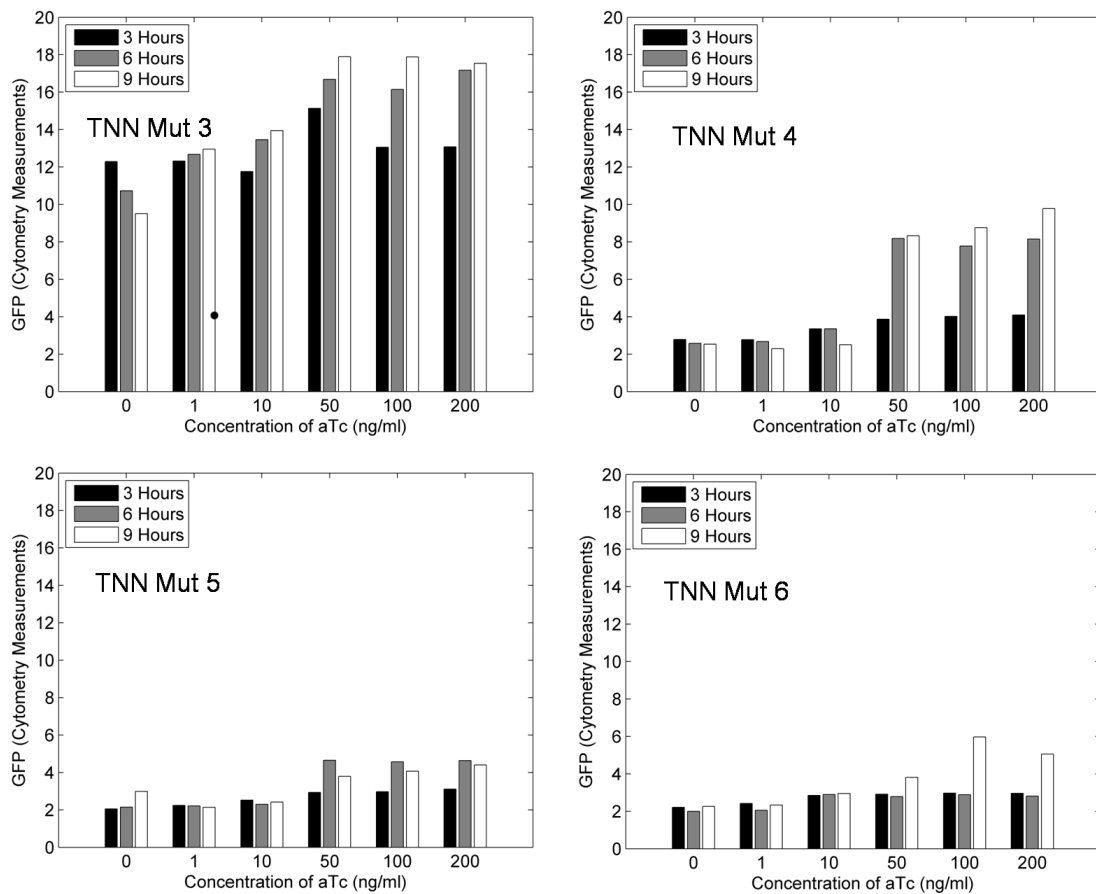 20
18
16
14
12
10
8
6
4
2
0
GFP (Cytometry Measurements)
3 Hours
6 Hours
9 Hours
TNN Mut 3
0 1 10 50 100 200
Concentration of aTc (ng/ml)
20
18
16
14
12
10
8
6
4
2
0
GFP (Cytometry Measurements)
3 Hours
6 Hours
9 Hours
TNN Mut 4
0 1 10 50 100 200
Concentration of aTc (ng/ml)
20
18
16
14
12
10
8
6
4
2
0
GFP (Cytometry Measurements)
3 Hours
6 Hours
9 Hours
TNN Mut 5
0 1 10 50 100 200
Concentration of aTc (ng/ml)
20
18
16
14
12
10
8
6
4
2
0
GFP (Cytometry Measurements)
3 Hours
6 Hours
9 Hours
TNN Mut 6
0 1 10 50 100 200
Concentration of aTc (ng/ml)